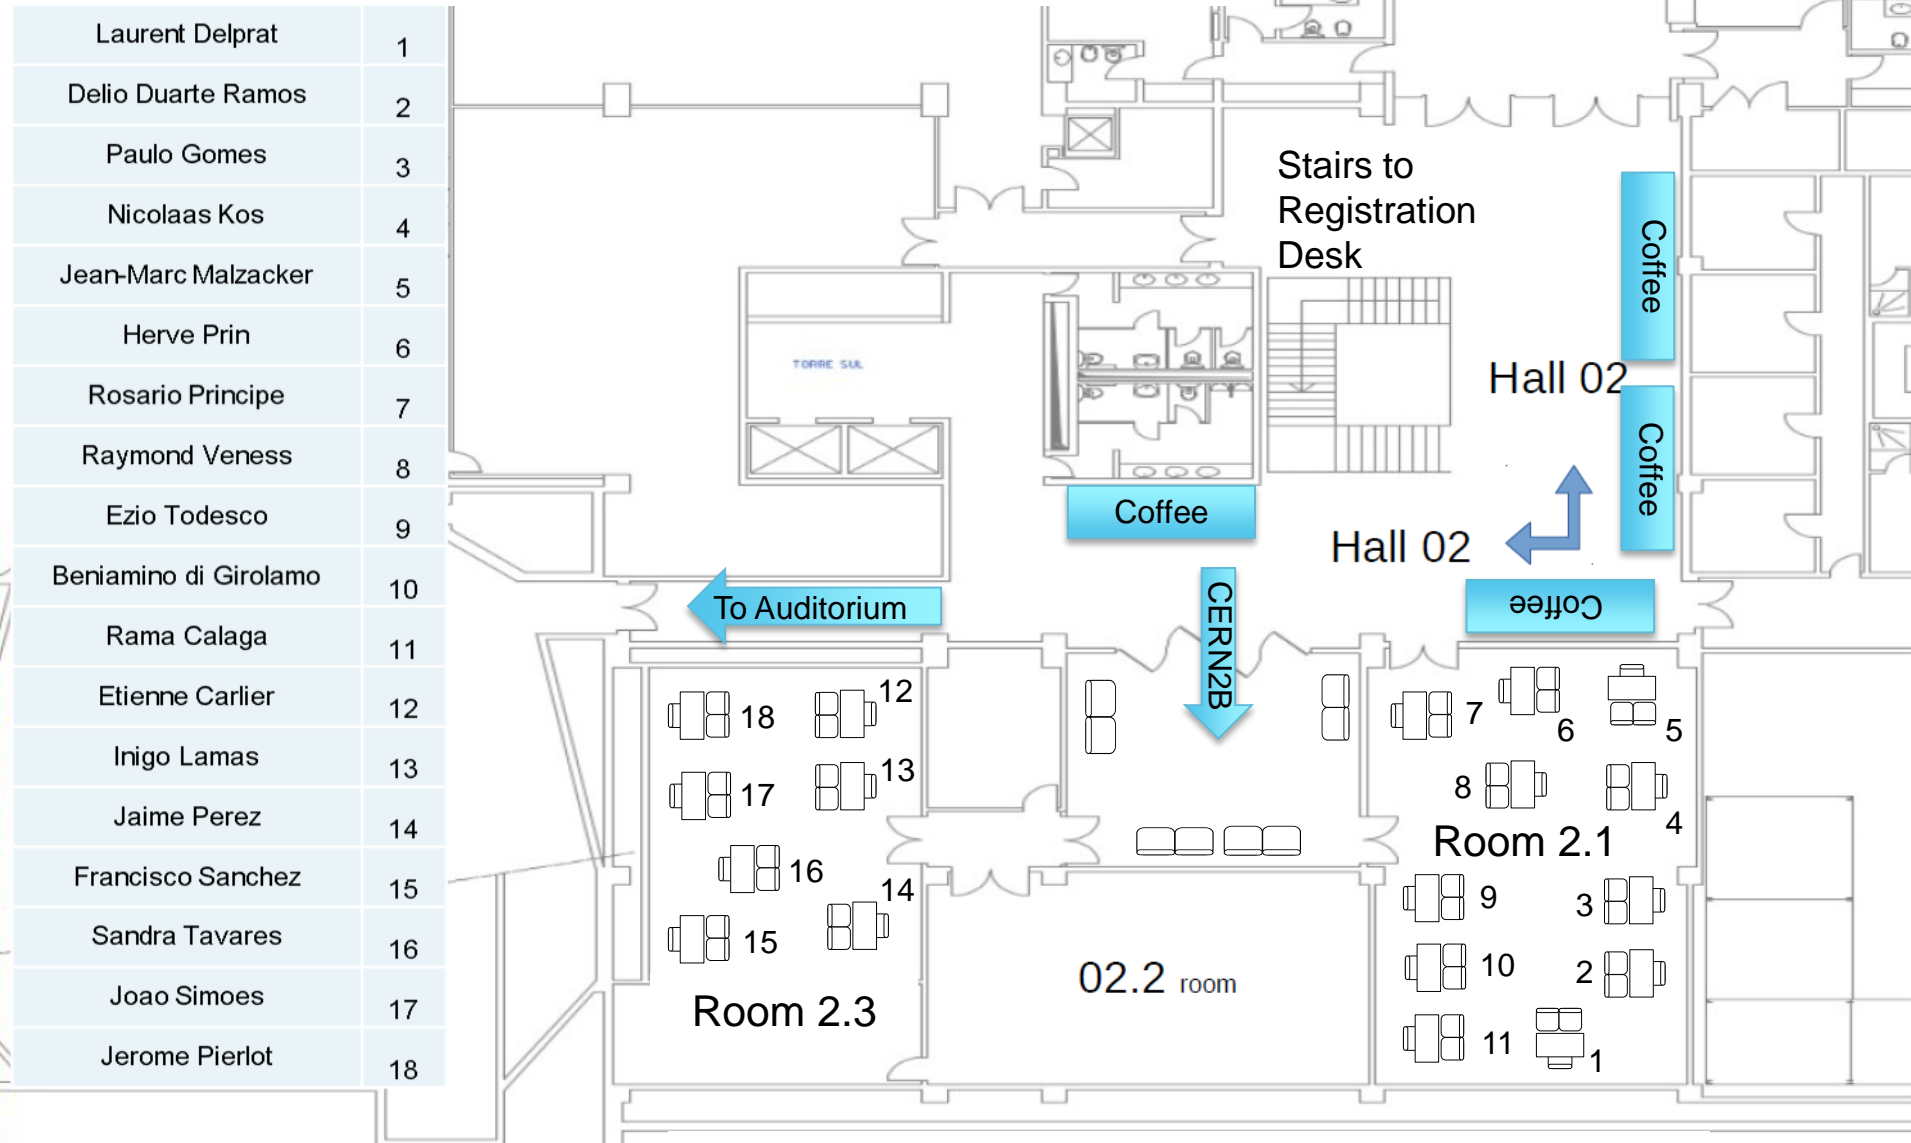 Laurent Delprat 1
Delio Duarte Ramos 2
Paulo Gomes 3
Nicolaas Kos 4
Jean-Marc Malzacker 5
Herve Prin 6
Rosario Principe 7
Raymond Veness 8
Ezio Todesco 9
Beniamino di Girolamo 10
Rama Calaga 11
Etienne Carlier 12
Inigo Lamas 13
Jaime Perez 14
Francisco Sanchez 15
Sandra Tavares 16
Joao Simoes 17
Jerome Pierlot 18
Stairs to
Registration
Desk
Coffee
TORRE SUL
Hall 02
Coffee
Coffee
Hall 02
Coffee
To Auditorium
CERN2B
18
12
17
13
16
14
15
Room 2.3
02.2 room
7
6
5
8
4
Room 2.1
9
3
10
2
11
1